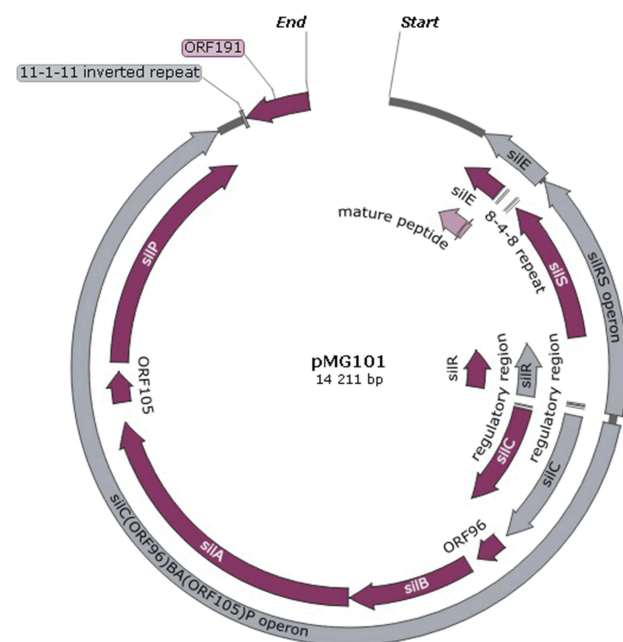 End
Start
ORF191
11-1-11 inverted repeat
silE
silE
8-4-8 repeat
mature peptide
silP
silS
silRS operon
pMG101
14 211 bp
ORF105
silR
regulatory region
silR
regulatory region
silC
silC
ORF96
silA
silB
silC(ORF96)BA(ORF105)P operon